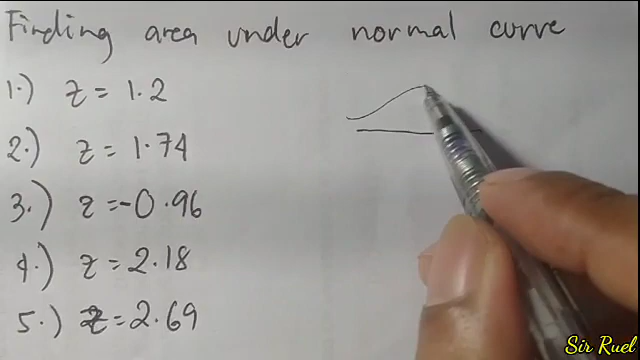 Finding area under normal curve
1.) z = 1.2
2.) z = 1.74
3.) z = -0.96
4.) z = 2.18
5.) z = 2.69
Sir Ruel